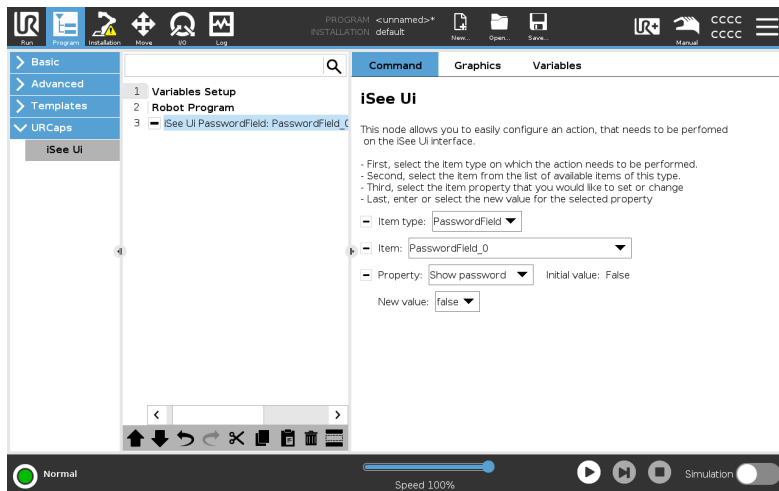 PROGRAM <unnamed>*
INSTALLATION default
Run Program Installation Move I/O Log New... Open... Save... UR+ Manual CCCC
CCCC
Basic
Advanced
Templates
URCaps
iSee Ui
1 Variables Setup
2 Robot Program
3 iSee Ui PasswordField: PasswordField_0
Command Graphics Variables
iSee Ui
This node allows you to easily configure an action, that needs to be perfomed
on the iSee Ui interface.
- First, select the item type on which the action needs to be performed.
- Second, select the item from the list of available items of this type.
- Third, select the item property that you would like to set or change
- Last, enter or select the new value for the selected property
Item type: PasswordField
Item: PasswordField_0
Property: Show password Initial value: False
New value: false
Normal
Speed 100%
Simulation